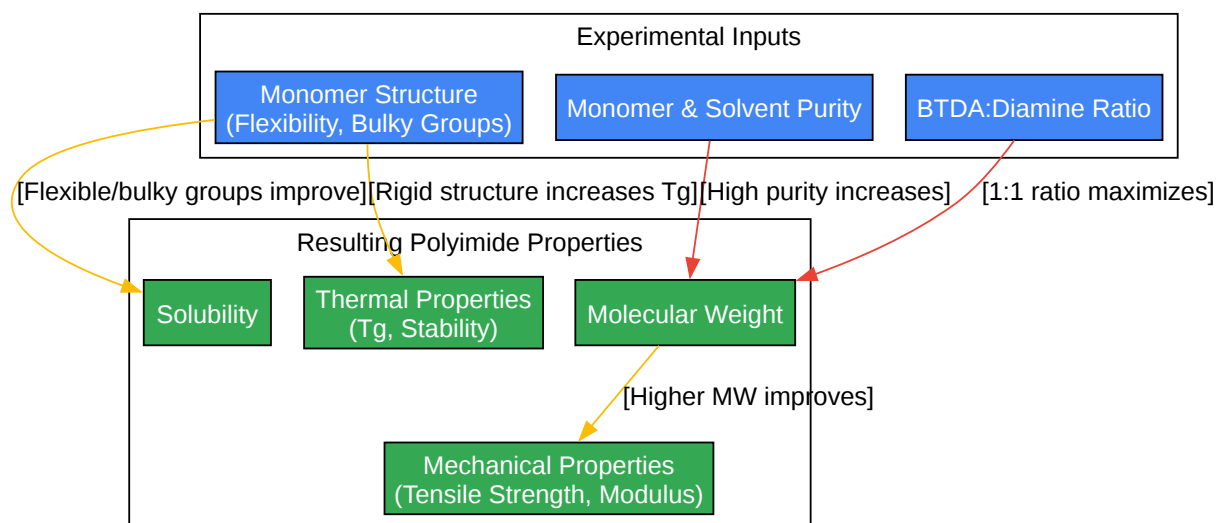 Experimental Inputs
Monomer Structure
(Flexibility, Bulky Groups)
Monomer & Solvent Purity
BTDA:Diamine Ratio
[Flexible/bulky groups improve]
[Rigid structure increases Tg]
[High purity increases]
[1:1 ratio maximizes]
Resulting Polyimide Properties
Solubility
Thermal Properties
(Tg, Stability)
Molecular Weight
[Higher MW improves]
Mechanical Properties
(Tensile Strength, Modulus)